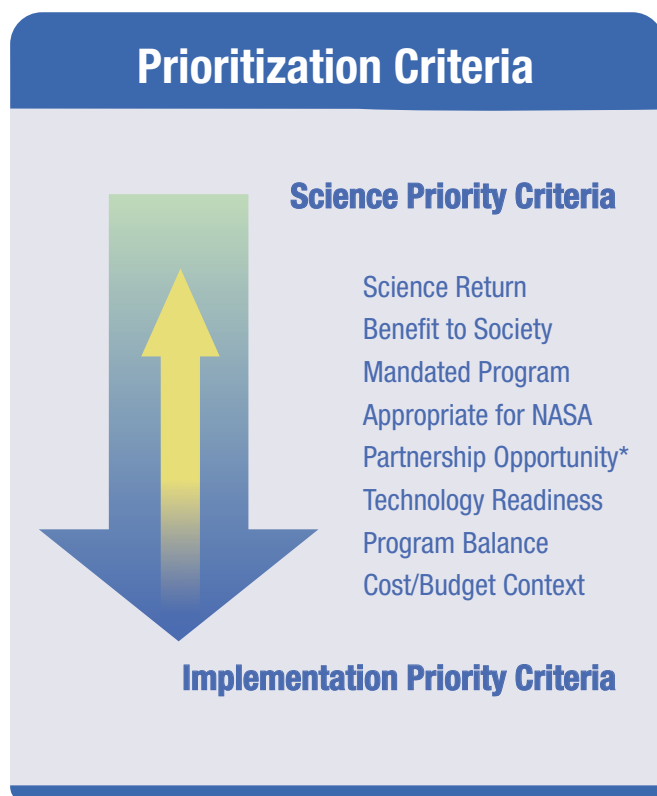 Prioritization Criteria
Science Priority Criteria
Science Return
Benefit to Society
Mandated Program
Appropriate for NASA
Partnership Opportunity*
Technology Readiness
Program Balance
Cost/Budget Context
Implementation Priority Criteria